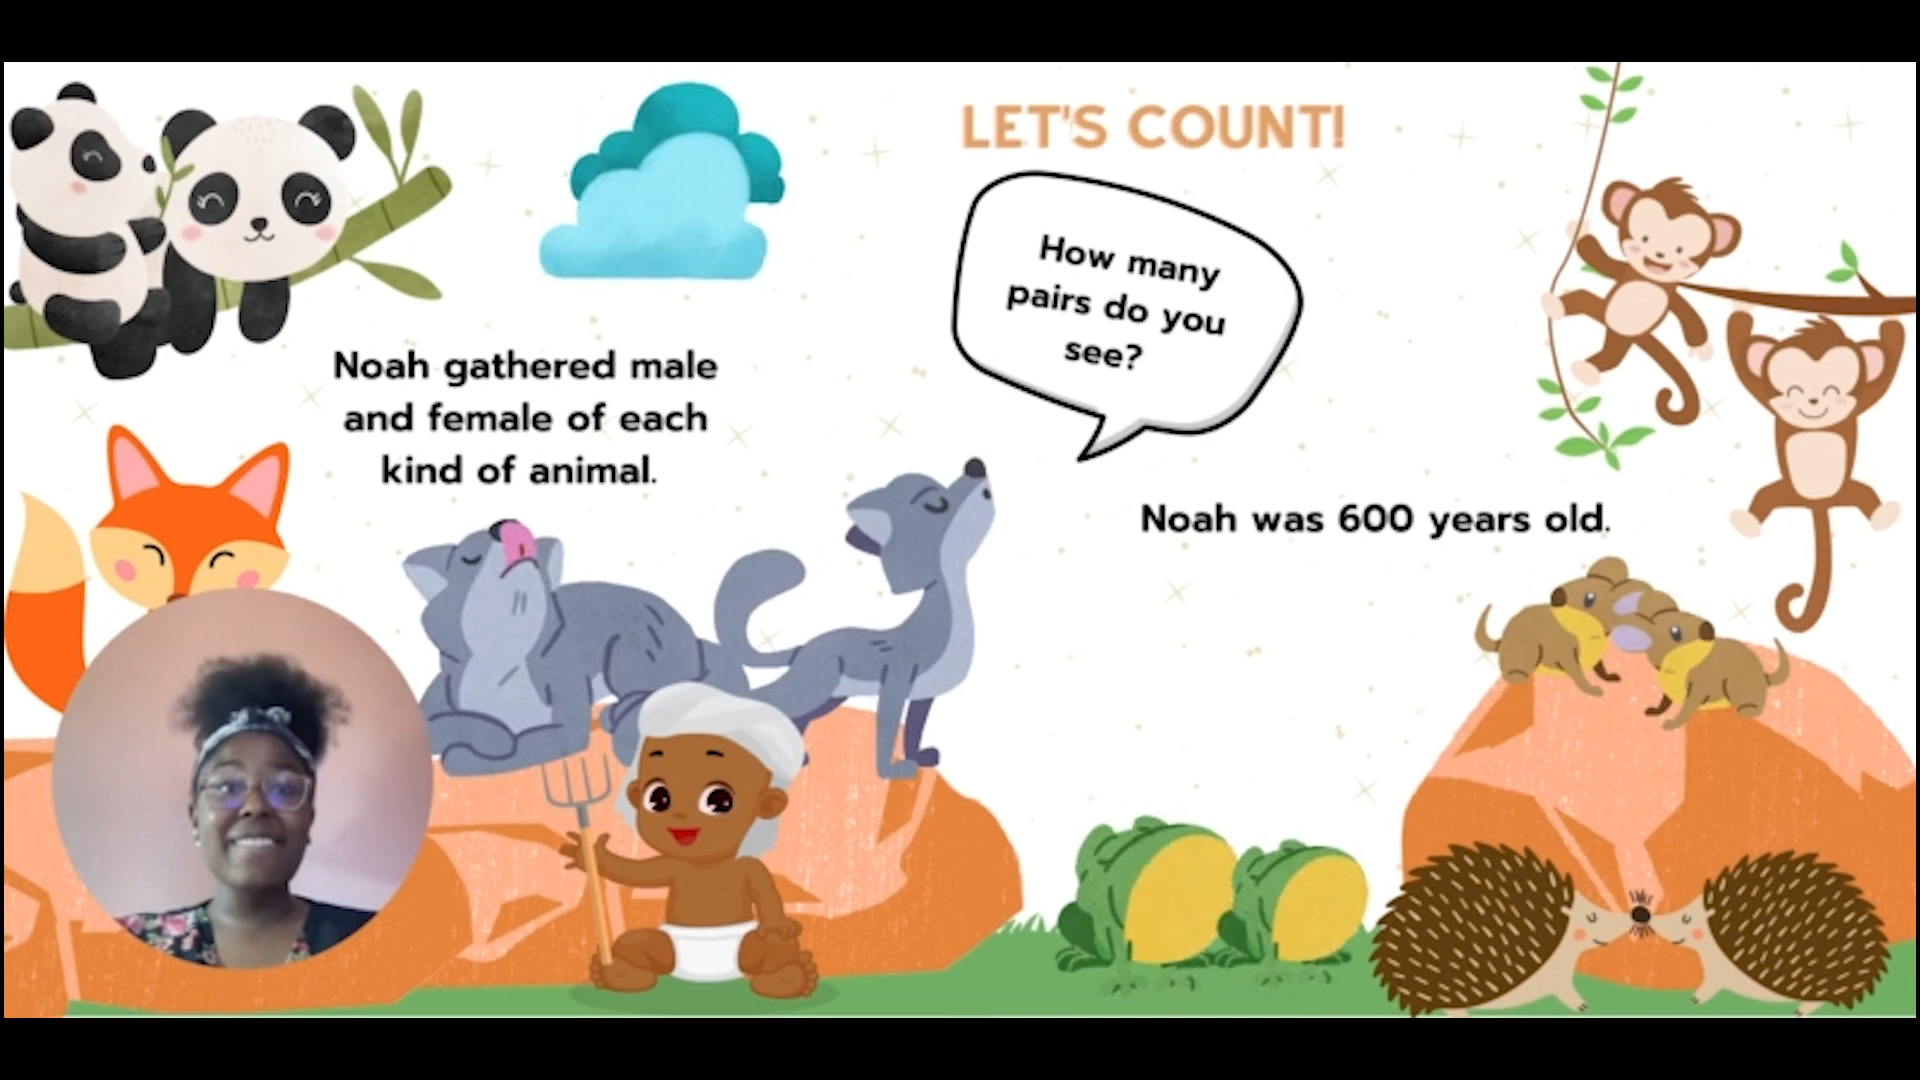 LET'S COUNT!
How many
pairs do you
see?
Noah gathered male
and female of each
kind of animal.
Noah was 600 years old.